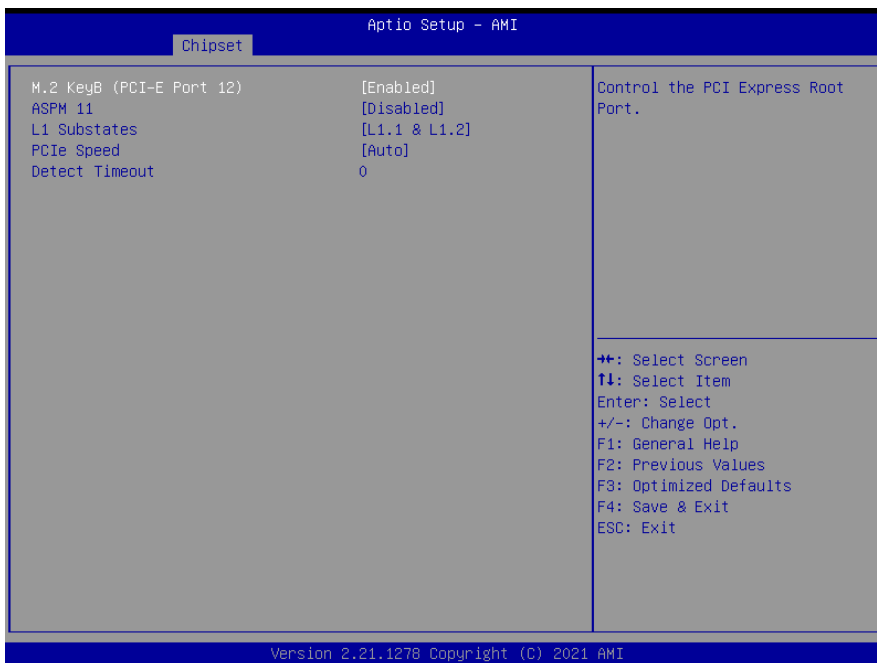 Aptio Setup – AMI
Chipset
M.2 KeyB (PCI-E Port 12) [Enabled]
ASPM 11 [Disabled]
L1 Substates [L1.1 & L1.2]
PCIe Speed [Auto]
Detect Timeout 0
Control the PCI Express Root
Port.
→←: Select Screen
↑↓: Select Item
Enter: Select
+/-: Change Opt.
F1: General Help
F2: Previous Values
F3: Optimized Defaults
F4: Save & Exit
ESC: Exit
Version 2.21.1278 Copyright (C) 2021 AMI